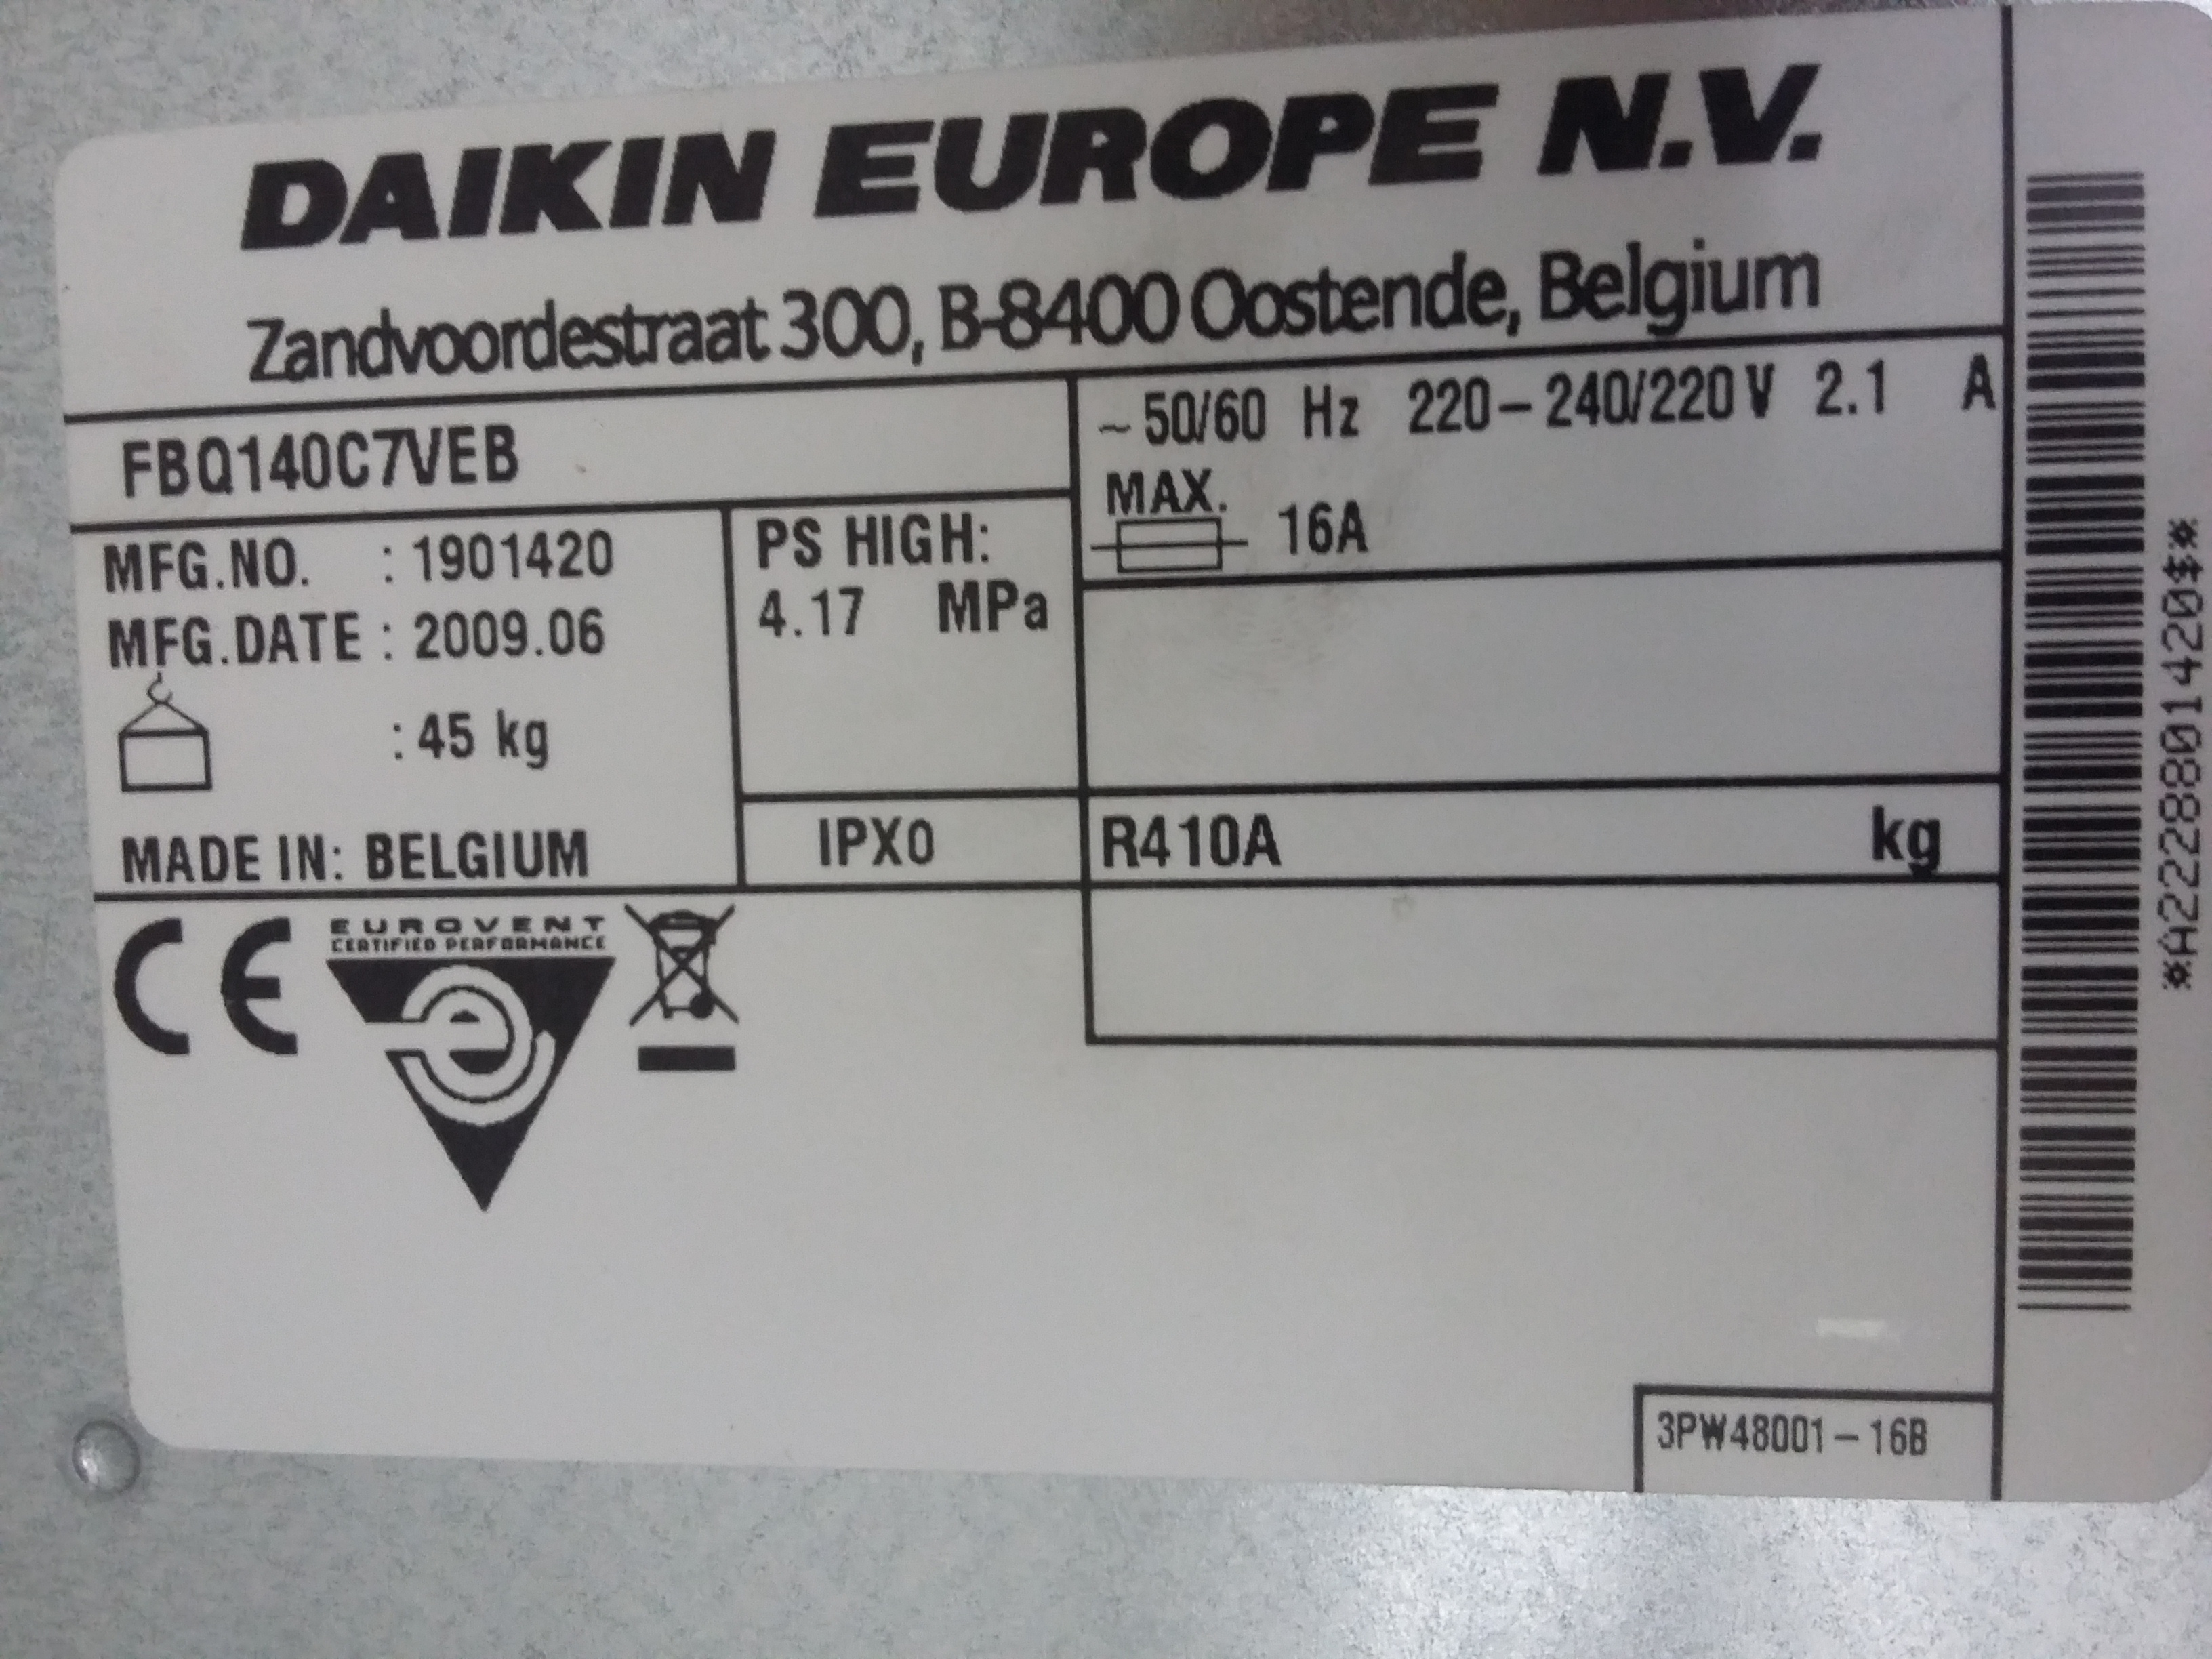 DAIKIN EUROPE N.V.
Zandvoordestraat 300, B-8400 Oostende, Belgium
FBQ140C7VEB
~50/60 Hz 220-240/220V 2.1 A
MAX.
16A
MFG.NO. : 1901420
MFG.DATE : 2009.06
: 45 kg
MADE IN: BELGIUM
PS HIGH:
4.17 MPa
IPX0
R410A kg
CE
EUROVENT
CERTIFIED PERFORMANCE
3PW48001-16B
*A2228801420$*